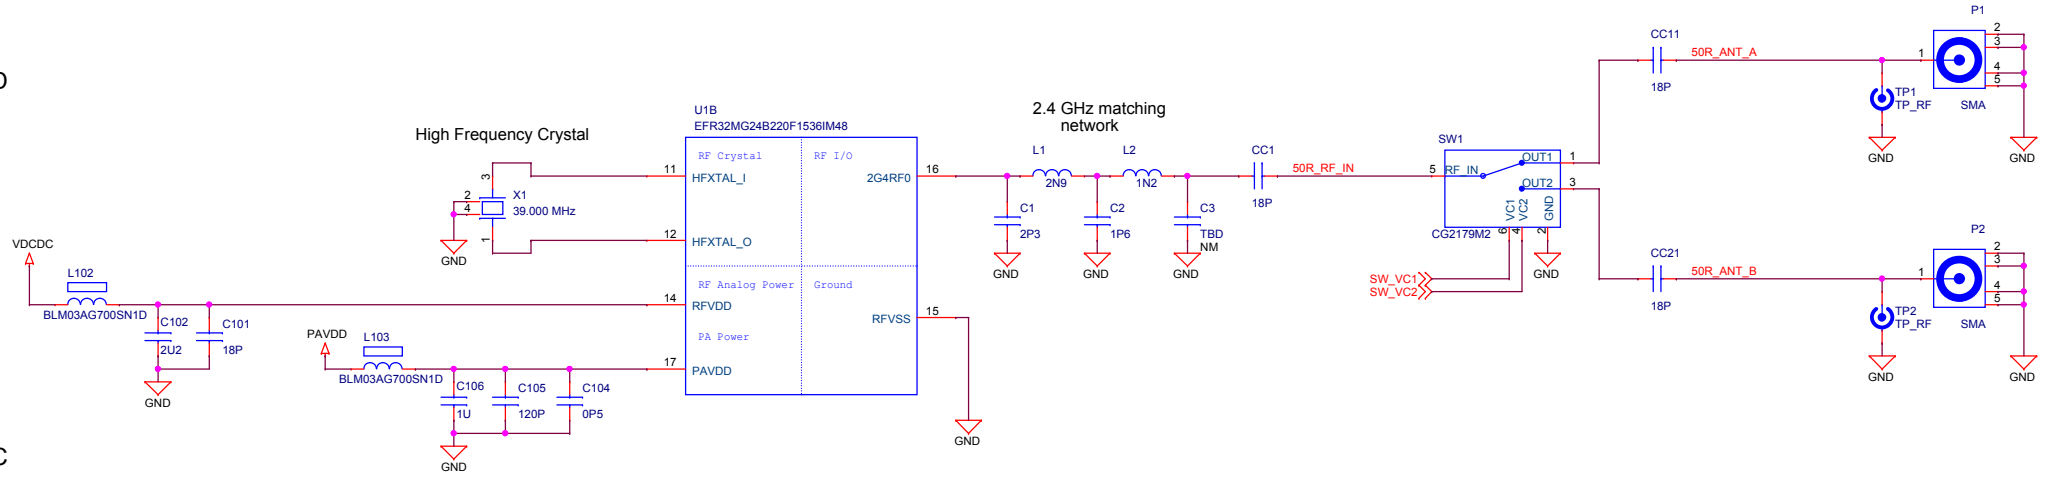 P1
CC11
50R_ANT_A
1
2
3
4
5
D
18P
TP1
TP_RF
SMA
GND
GND
U1B
EFR32MG24B220F1536IM48
2.4 GHz matching
network
High Frequency Crystal
SW1
RF Crystal
RF I/O
L1
L2
CC1
11
HFXTAL_I
2G4RF0
16
2N9
1N2
50R_RF_IN
18P
5
RF_IN
OUT1
1
OUT2
3
VC1
VC2
GND
6
4
2
CG2179M2
GND
3
2
4
X1
39.000 MHz
1
GND
12
HFXTAL_O
C1
2P3
GND
C2
1P6
GND
C3
TBD
NM
GND
SW_VC1
SW_VC2
P2
CC21
50R_ANT_B
1
2
3
4
5
18P
TP2
TP_RF
SMA
GND
GND
VDCDC
L102
BLM03AG700SN1D
C102
2U2
C101
18P
GND
RF Analog Power
Ground
14
RFVDD
RFVSS
15
PA Power
PAVDD
L103
BLM03AG700SN1D
17
PAVDD
C106
1U
C105
120P
C104
0P5
GND
GND
C